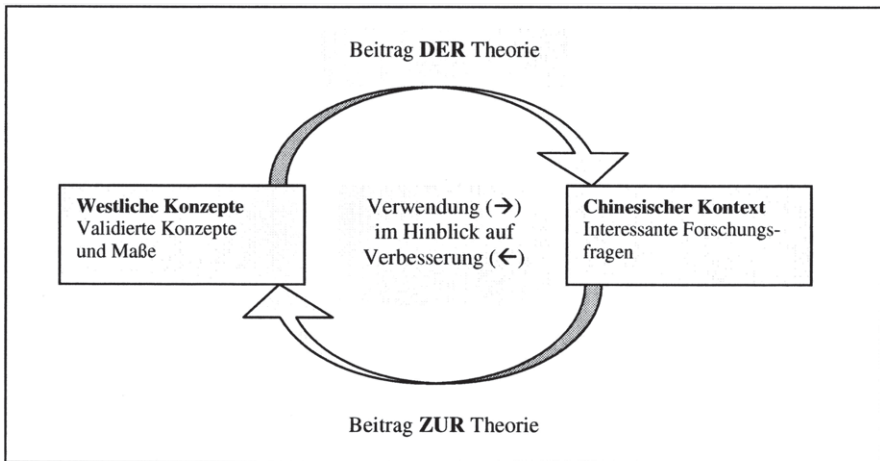 Beitrag DER Theorie
Westliche Konzepte
Validierte Konzepte
und Maße
Verwendung (→)
im Hinblick auf
Verbesserung (←)
Chinesischer Kontext
Interessante Forschungs-
fragen
Beitrag ZUR Theorie